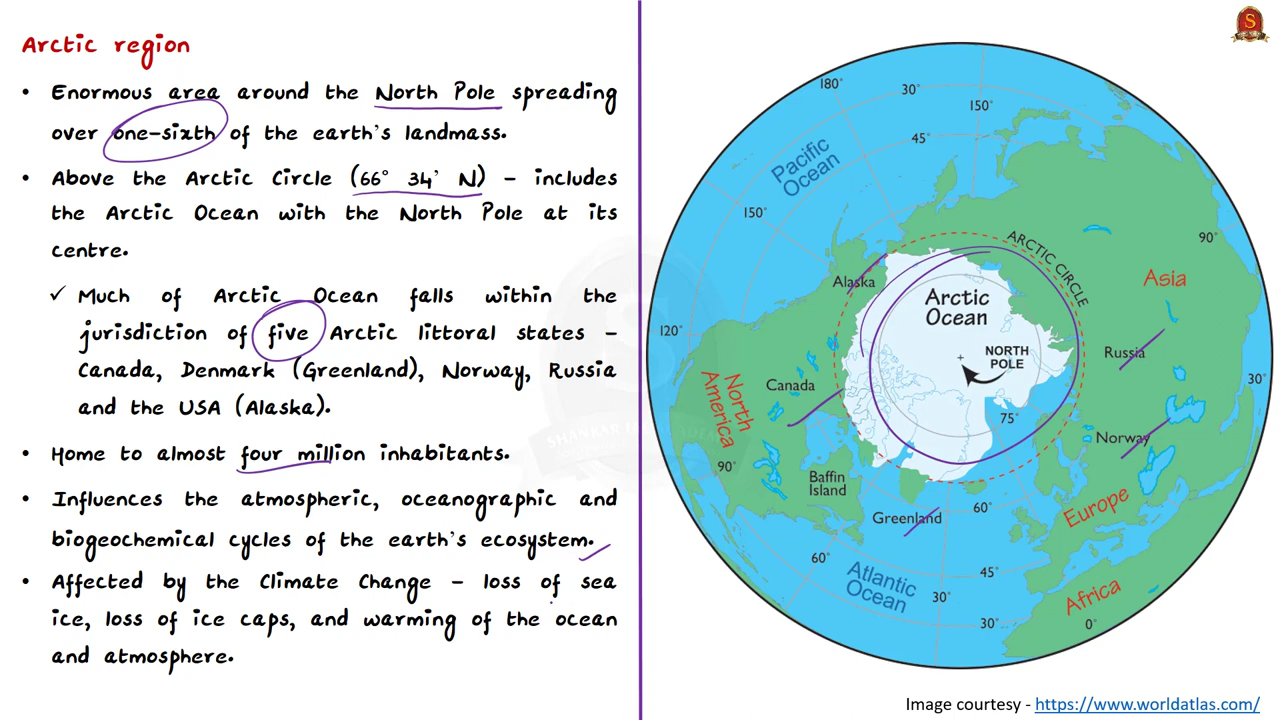 Arctic region
• Enormous area around the North Pole spreading
over one-sixth of the earth's landmass.
• Above the Arctic Circle (66° 34' N) – includes
the Arctic Ocean with the North Pole at its
centre.
✓ Much of Arctic Ocean falls within the
jurisdiction of five Arctic littoral states –
Canada, Denmark (Greenland), Norway, Russia
and the USA (Alaska).
• Home to almost four million inhabitants.
• Influences the atmospheric, oceanographic and
biogeochemical cycles of the earth's ecosystem.
• Affected by the Climate Change – loss of sea
ice, loss of ice caps, and warming of the ocean
and atmosphere.
S
180°
30°
150°
45°
Pacific
Ocean
150°
90°
ARCTIC CIRCLE
Alaska
Asia
Arctic
Ocean
120°
NORTH
POLE
Russia
30°
North
America
Canada
75°
Norway
90°
Baffin
Island
Europe
Greenland
60°
60°
Atlantic
Ocean
45°
30°
Africa
30°
0°
Image courtesy - https://www.worldatlas.com/